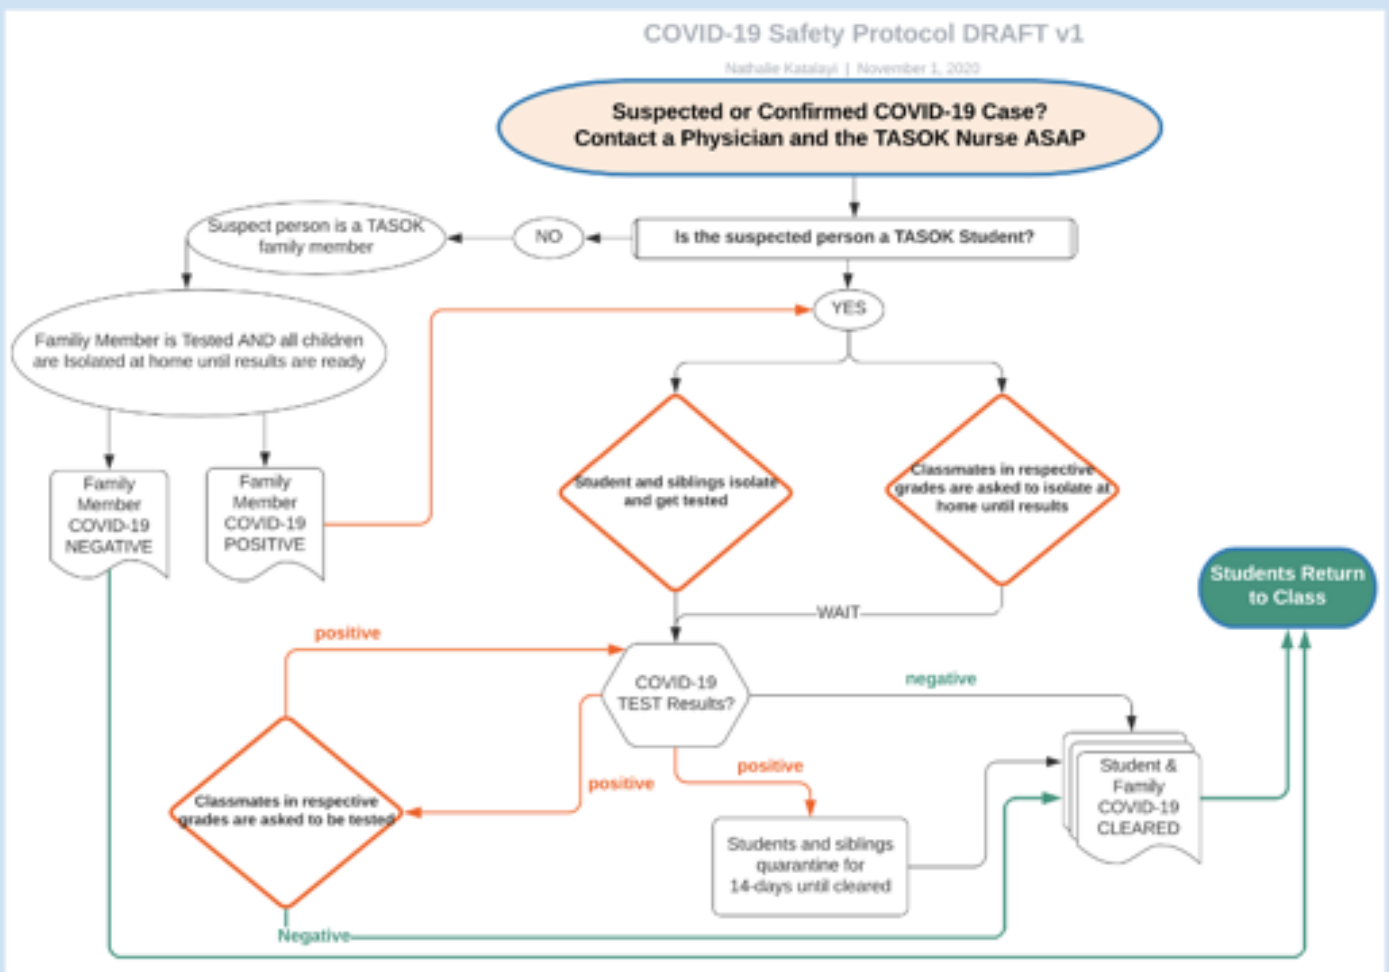 COVID-19 Safety Protocol DRAFT v1
Nathalie Katalayi | November 1, 2020
Suspected or Confirmed COVID-19 Case?
Contact a Physician and the TASOK Nurse ASAP
Suspect person is a TASOK
family member
NO
Is the suspected person a TASOK Student?
YES
Familiy Member is Tested AND all children
are Isolated at home until results are ready
Family
Member
COVID-19
NEGATIVE
Family
Member
COVID-19
POSITIVE
Student and siblings isolate
and get tested
Classmates in respective
grades are asked to isolate at
home until results
Students Return
to Class
WAIT
positive
COVID-19
TEST Results?
negative
positive
positive
Classmates in respective
grades are asked to be tested
Students and siblings
quarantine for
14-days until cleared
Student &
Family
COVID-19
CLEARED
Negative